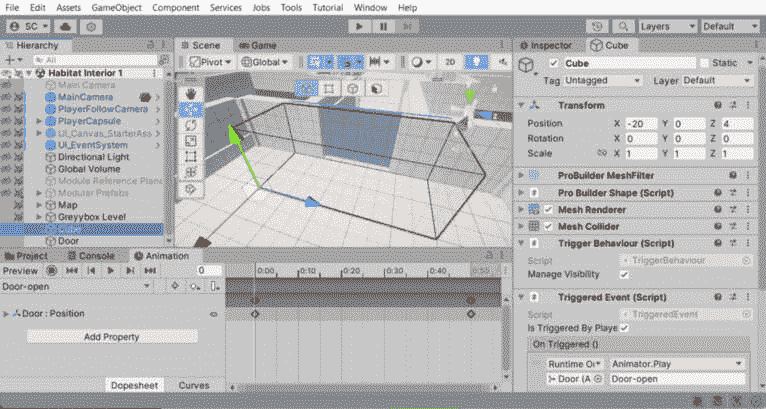 File Edit Assets GameObject Component Services Jobs Tools Tutorial Window Help
SC Layers Default
Hierarchy
All
Habitat Interior 1
Main Camera
MainCamera
PlayerFollowCamera
PlayerCapsule
UI_Canvas_StarterAss
UI_EventSystem
Directional Light
Global Volume
Module Reference Plane
Modular Prefabs
Map
Greyybox Level
Door
Scene Game
Pivot Global 2D
Inspector Cube
Cube Static
Tag Untagged Layer Default
Transform
Position X -20 Y 0 Z 4
Rotation X 0 Y 0 Z 0
Scale X 1 Y 1 Z 1
ProBuilder MeshFilter
Pro Builder Shape (Script)
Mesh Renderer
Mesh Collider
Trigger Behaviour (Script)
Script TriggerBehaviour
Manage Visibility
Triggered Event (Script)
Script TriggeredEvent
Is Triggered By Playe
On Triggered ()
Runtime O Animator.Play
Door (A Door-open
Project Console Animation
Preview 0
Door-open
Door : Position
Add Property
Dopesheet Curves
0:00 0:10 0:20 0:30 0:40 0:50